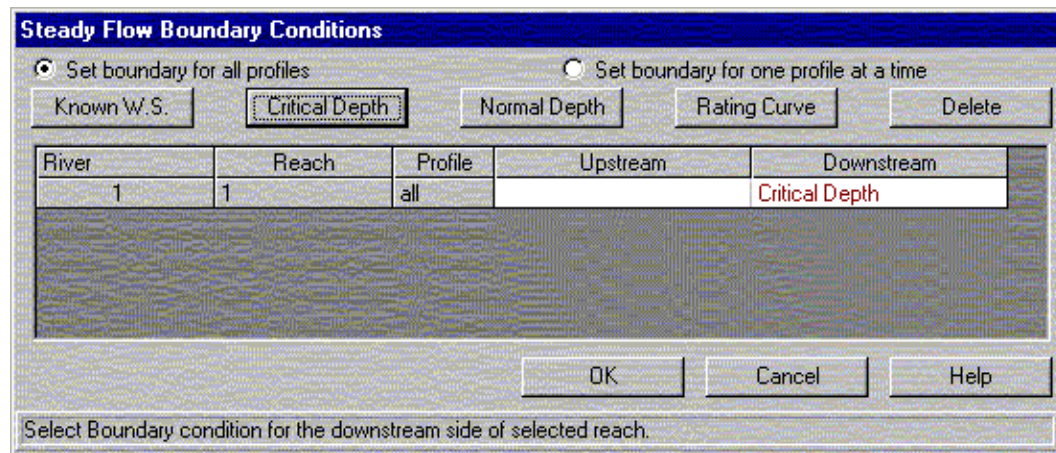 Steady Flow Boundary Conditions
Set boundary for all profiles Set boundary for one profile at a time
Known W.S. Critical Depth Normal Depth Rating Curve Delete
River Reach Profile Upstream Downstream
1 1 all Critical Depth
OK Cancel Help
Select Boundary condition for the downstream side of selected reach.